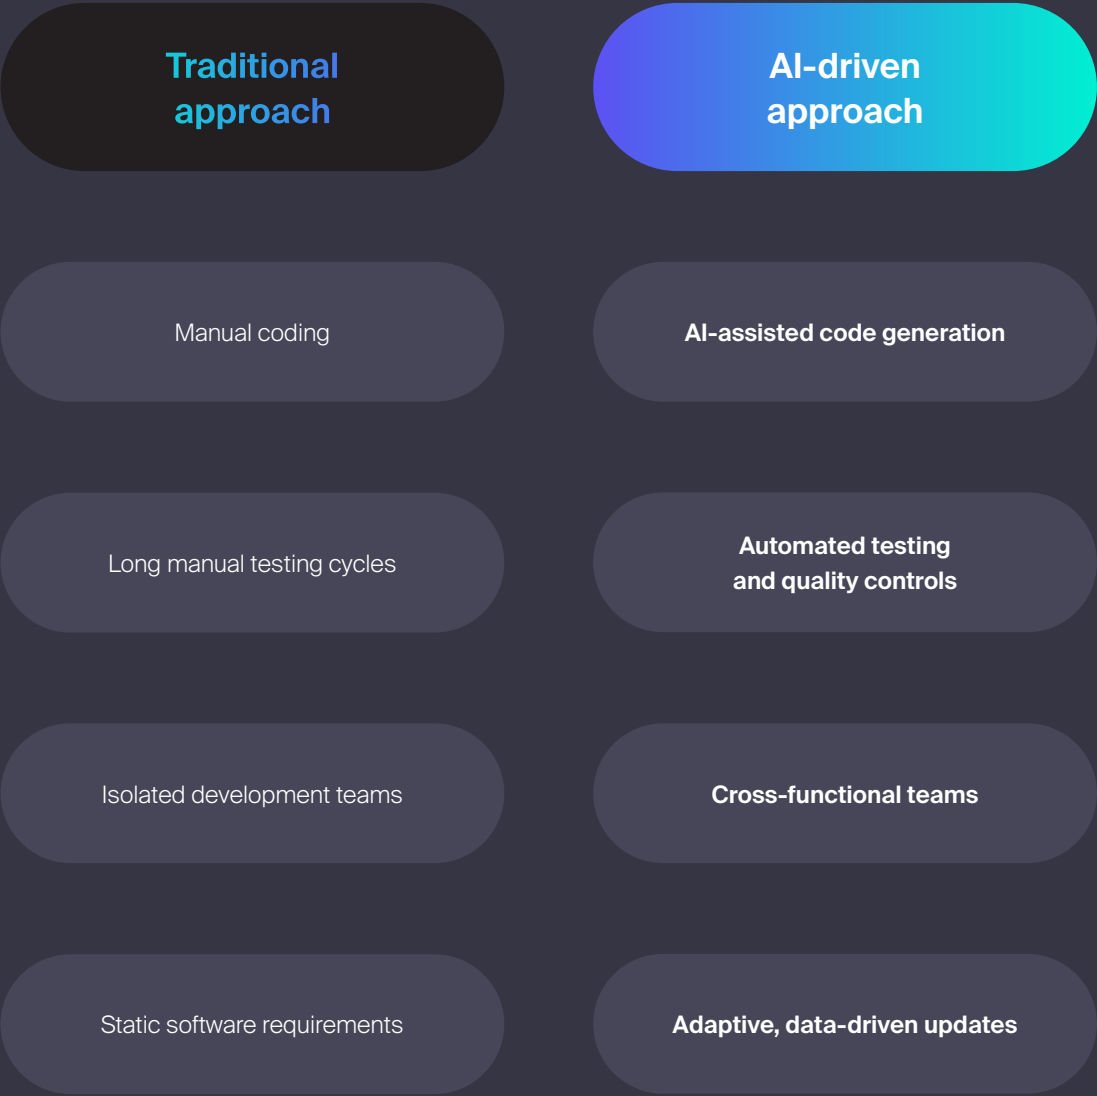 Traditional
approach
AI-driven
approach
Manual coding
AI-assisted code generation
Long manual testing cycles
Automated testing
and quality controls
Isolated development teams
Cross-functional teams
Static software requirements
Adaptive, data-driven updates